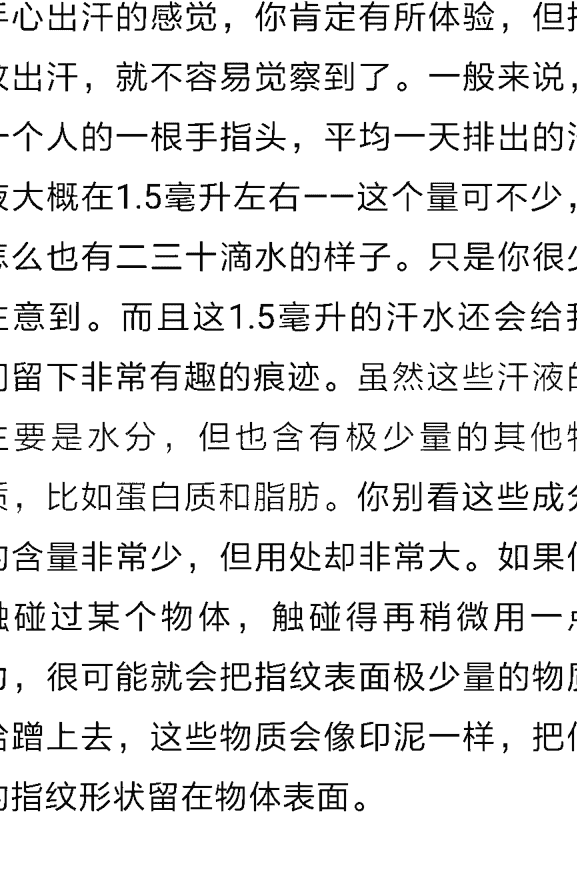 手心出汗的感觉，你肯定有所体验，但
出汗，就不容易觉察到了。一般来说，
一个人的一根手指头，平均一天排出的
液大概在1.5毫升左右——这个量可不少，
怎么也有二三十滴水的样子。只是你很少
注意到。而且这1.5毫升的汗水还会给我
们留下非常有趣的痕迹。虽然这些汗液的
主要是水分，但也含有极少量的其他物
质，比如蛋白质和脂肪。你别看这些成分
的含量非常少，但用处却非常大。如果你
触碰过某个物体，触碰得再稍微用一点
力，很可能就会把指纹表面极少量的物质
给蹭上去，这些物质会像印泥一样，把你
的指纹形状留在物体表面。